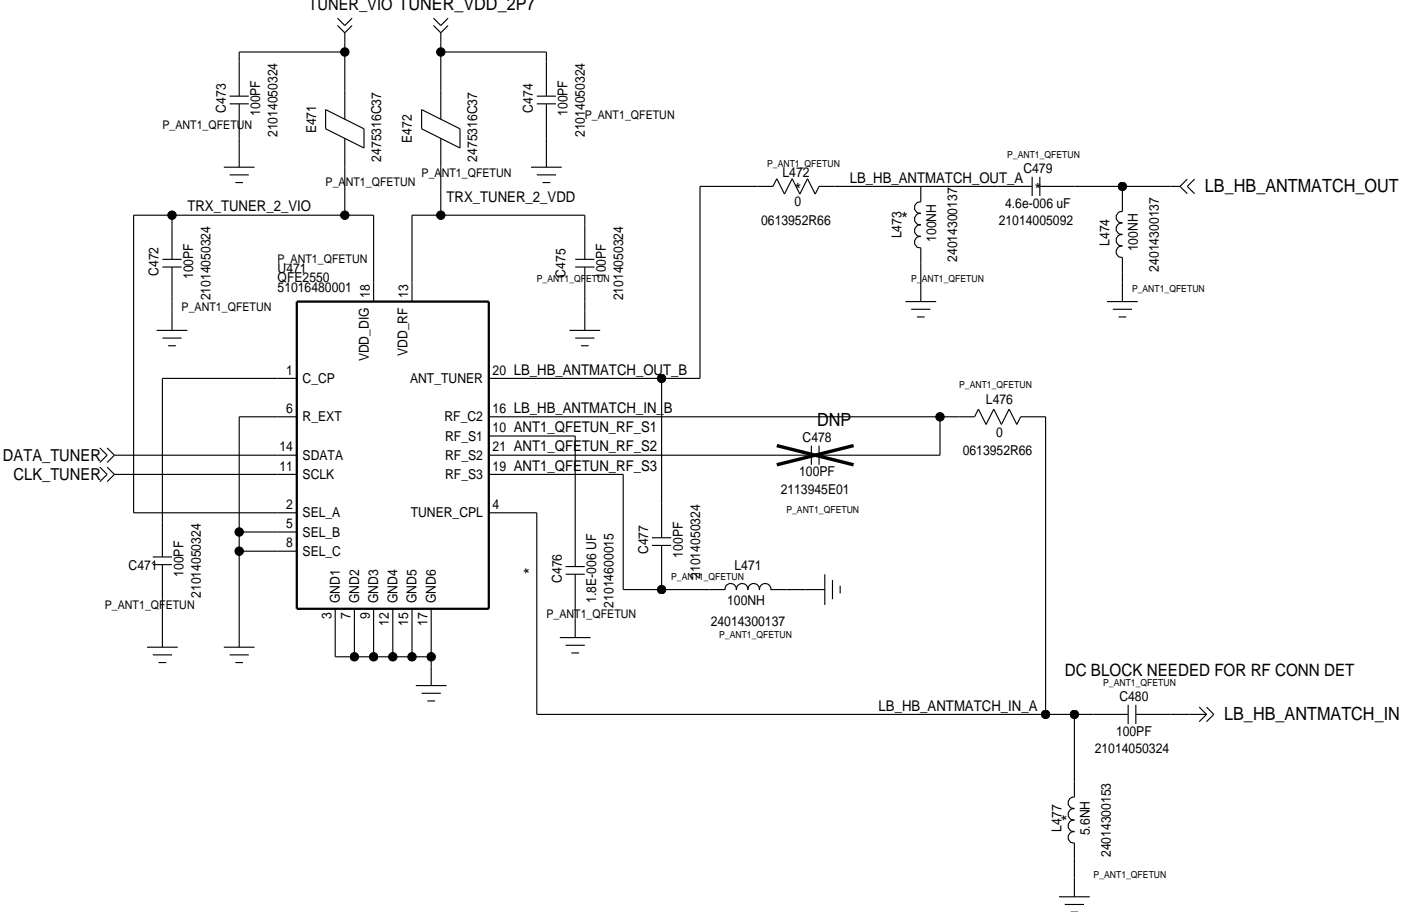 TUNER_VIO TUNER_VDD_2P7
C473
100PF
21014050324
P_ANT1_QFETUN
E471
2475316C37
P_ANT1_QFETUN
E472
2475316C37
P_ANT1_QFETUN
C474
100PF
21014050324
P_ANT1_QFETUN
TRX_TUNER_2_VIO
TRX_TUNER_2_VDD
C472
100PF
21014050324
P_ANT1_QFETUN
P_ANT1_QFETUN
U471
QFE2550
51016480001
C475
100PF
21014050324
P_ANT1_QFETUN
18
VDD_DIG
13
VDD_RF
P_ANT1_QFETUN
L472
*
0
0613952R66
LB_HB_ANTMATCH_OUT_A
P_ANT1_QFETUN
C479
*
4.6e-006 uF
21014005092
LB_HB_ANTMATCH_OUT
L473
*
100NH
24014300137
P_ANT1_QFETUN
L474
100NH
24014300137
P_ANT1_QFETUN
1
C_CP
6
R_EXT
DATA_TUNER
14
SDATA
CLK_TUNER
11
SCLK
2
SEL_A
5
SEL_B
8
SEL_C
ANT_TUNER
20 LB_HB_ANTMATCH_OUT_B
RF_C2
16 LB_HB_ANTMATCH_IN_B
RF_S1
10 ANT1_QFETUN_RF_S1
RF_S2
21 ANT1_QFETUN_RF_S2
RF_S3
19 ANT1_QFETUN_RF_S3
TUNER_CPL
4
DNP
C478
100PF
2113945E01
P_ANT1_QFETUN
P_ANT1_QFETUN
L476
0
0613952R66
C471
100PF
21014050324
P_ANT1_QFETUN
GND1
GND2
GND3
GND4
GND5
GND6
3
7
9
12
15
17
*
C476
1.8E-006 UF
21014600015
P_ANT1_QFETUN
C477
100PF
21014050324
P_ANT1_QFETUN
L471
100NH
24014300137
P_ANT1_QFETUN
DC BLOCK NEEDED FOR RF CONN DET
P_ANT1_QFETUN
C480
100PF
21014050324
LB_HB_ANTMATCH_IN_A
LB_HB_ANTMATCH_IN
L477
*
5.6NH
24014300153
P_ANT1_QFETUN